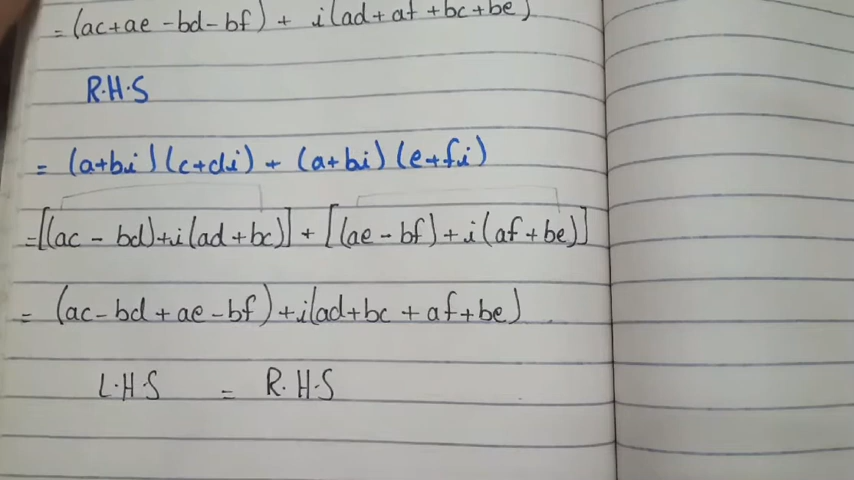 = (ac+ae -bd -bf) + i(ad+af +bc+be)
R.H.S
= (a+bi)(c+di) + (a+bi)(e+fi)
=[(ac - bd)+i(ad+bc)] + [(ae - bf)+i(af+be)]
= (ac-bd+ae-bf)+i(ad+bc +af+be)
L.H.S = R.H.S